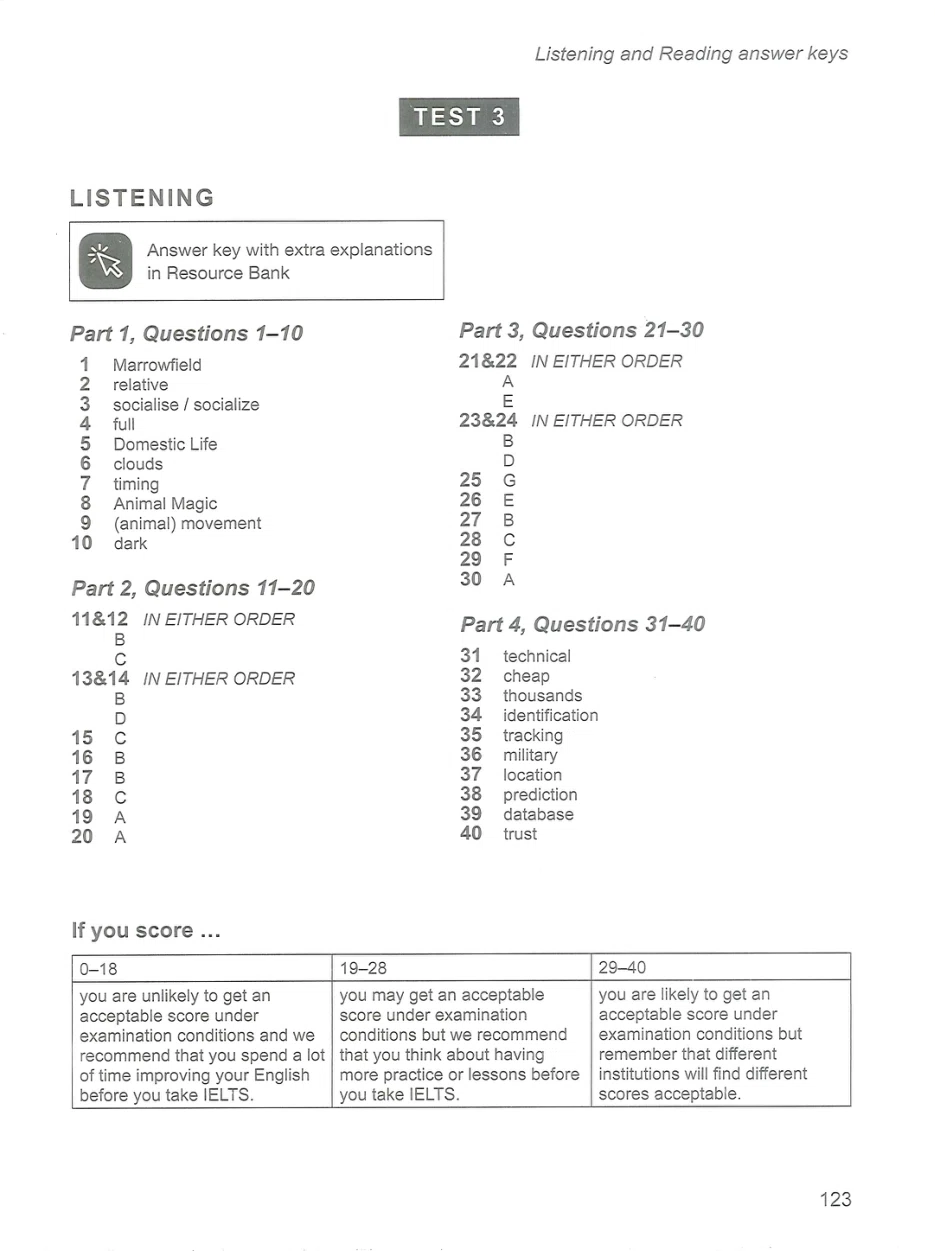 Listening and Reading answer keys
TEST 3
LISTENING
Answer key with extra explanations
in Resource Bank
Part 1, Questions 1–10
1 Marrowfield
2 relative
3 socialise / socialize
4 full
5 Domestic Life
6 clouds
7 timing
8 Animal Magic
9 (animal) movement
10 dark
Part 2, Questions 11–20
11&12 IN EITHER ORDER
B
C
13&14 IN EITHER ORDER
B
D
15 C
16 B
17 B
18 C
19 A
20 A
Part 3, Questions 21–30
21&22 IN EITHER ORDER
A
E
23&24 IN EITHER ORDER
B
D
25 G
26 E
27 B
28 C
29 F
30 A
Part 4, Questions 31–40
31 technical
32 cheap
33 thousands
34 identification
35 tracking
36 military
37 location
38 prediction
39 database
40 trust
If you score ...
0–18
you are unlikely to get an
acceptable score under
examination conditions and we
recommend that you spend a lot
of time improving your English
before you take IELTS.
19–28
you may get an acceptable
score under examination
conditions but we recommend
that you think about having
more practice or lessons before
you take IELTS.
29–40
you are likely to get an
acceptable score under
examination conditions but
remember that different
institutions will find different
scores acceptable.
123